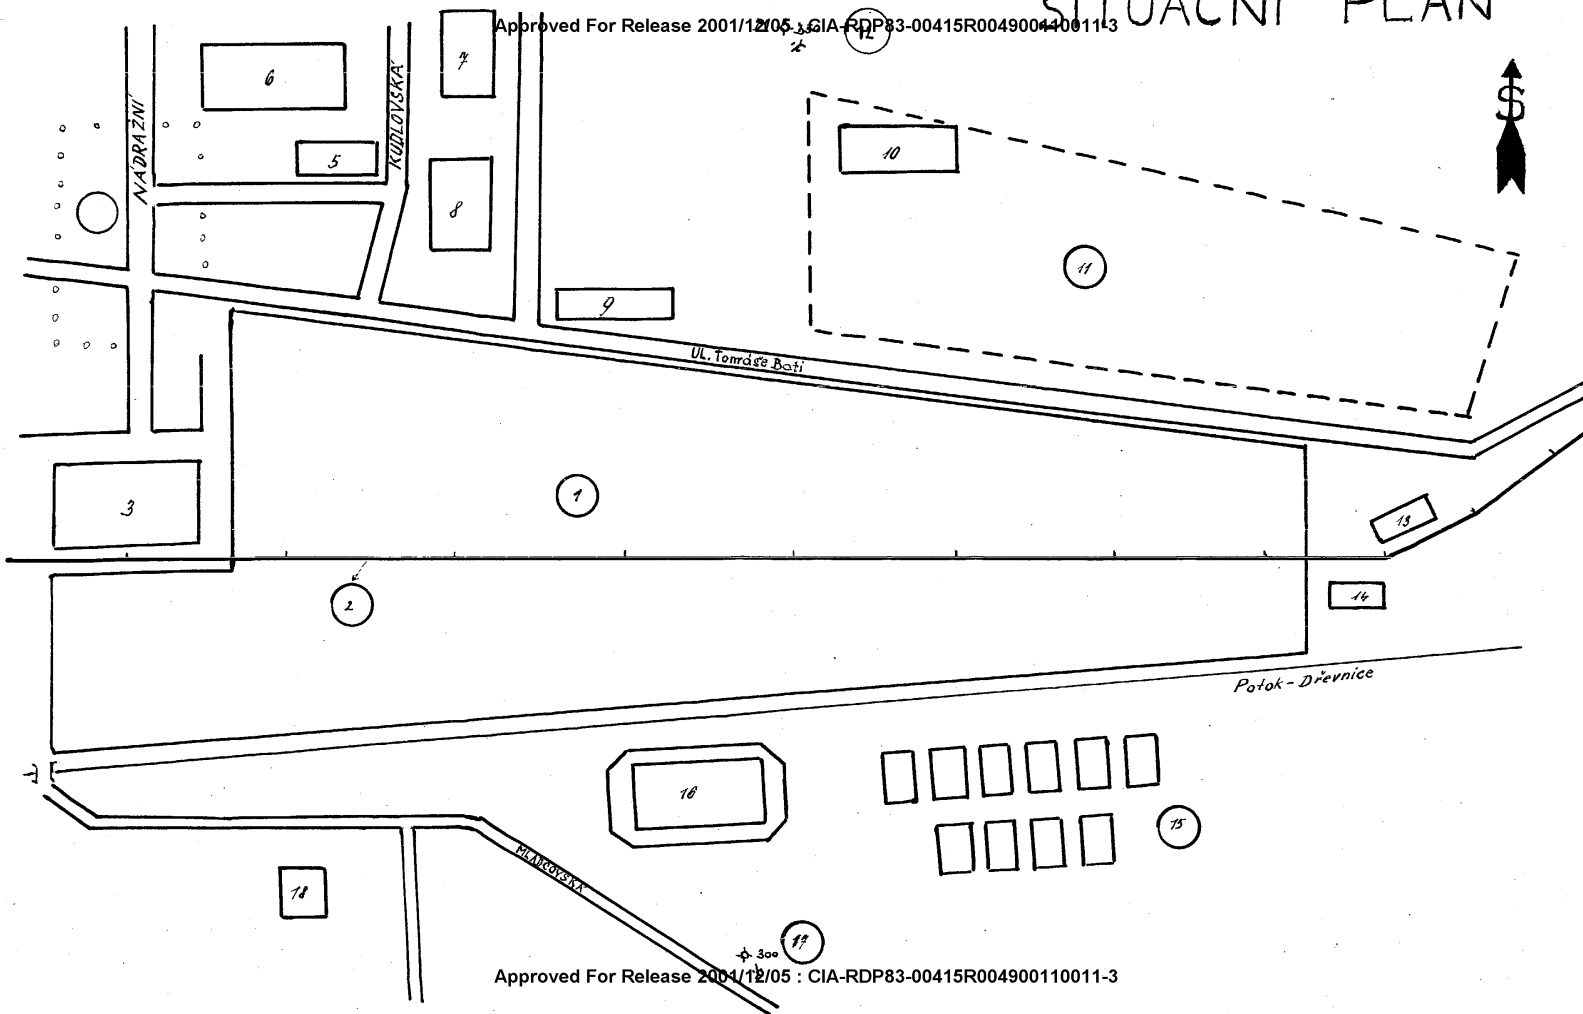 SITUAČNÍ PLÁN
Approved For Release 2001/12/05 : CIA-RDP83-00415R004900110011-3
12
S
NÁDRAŽNÍ
KUDLOVSKÁ
6
7
5
8
10
11
9
UL. Tomáše Bati
3
1
13
2
14
Potok-Dřevnice
16
15
MLADCOVSKÁ
18
17
300
Approved For Release 2001/12/05 : CIA-RDP83-00415R004900110011-3